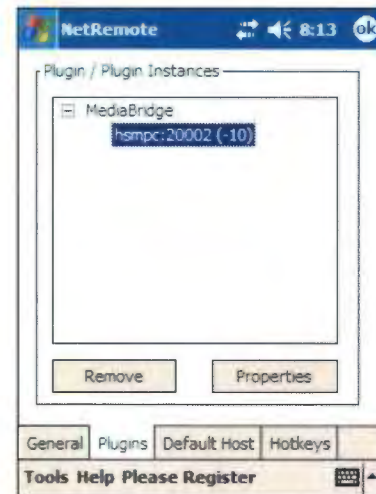 NetRemote 8:13 ok
Plugin / Plugin Instances
MediaBridge
hsmpc:20002 (-10)
Remove Properties
General Plugins Default Host Hotkeys
Tools Help Please Register